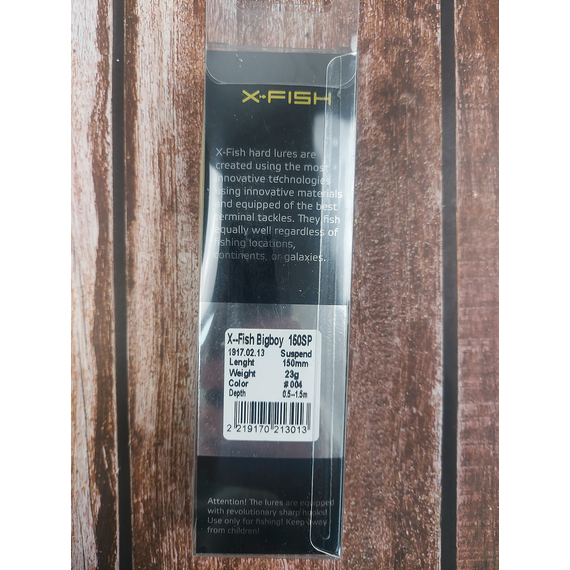 X-FISH
X-Fish hard lures are
created using the most
innovative technologies
using innovative materials
and equipped of the best
terminal tackles. They fish
equally well regardless of
fishing locations,
continents, or galaxies.
X--Fish Bigboy 150SP
1917.02.13 Suspend
Lenght 150mm
Weight 23g
Color # 004
Depth 0.5--1.5m
2 219170 213013
Attention! The lures are equipped
with revolutionary sharp hooks!
Use only for fishing! Keep away
from children!